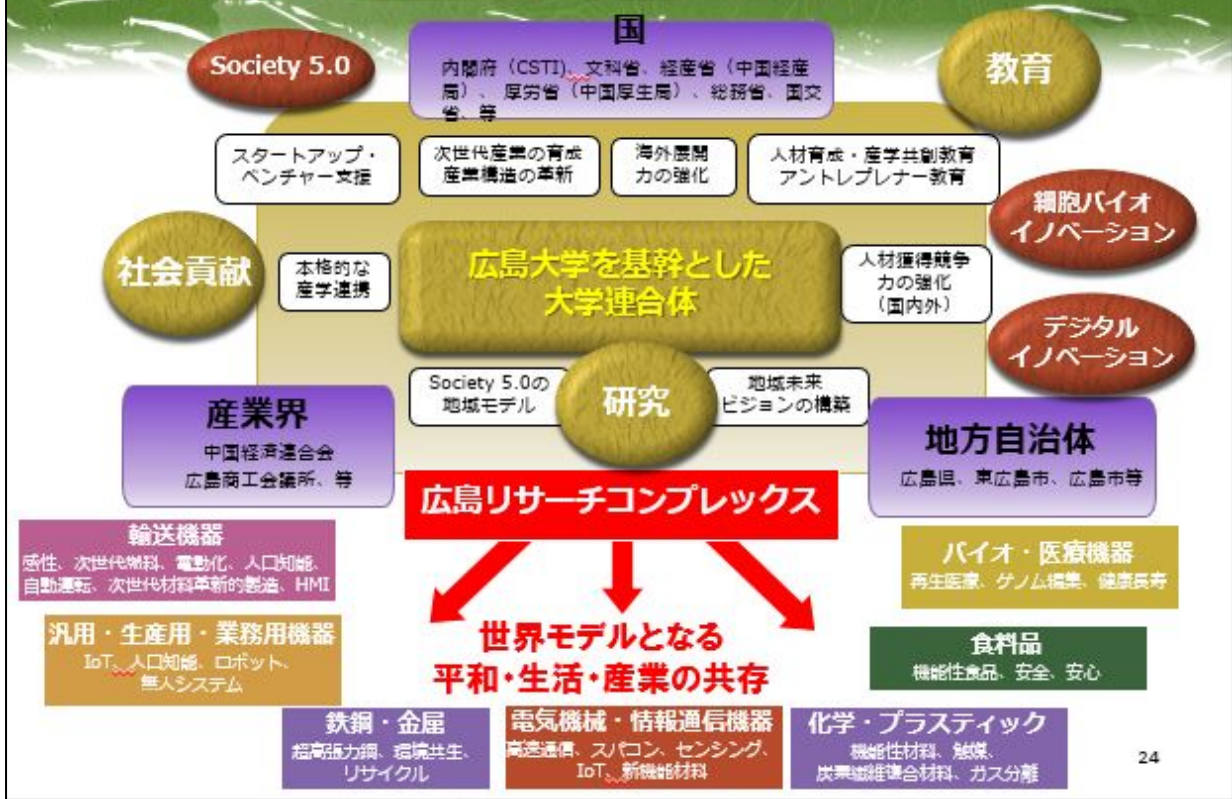 国
Society 5.0
内閣府（CSTI)、文科省、経産省（中国経産
局）、厚労省（中国厚生局）、総務省、国交
省、等
教育
スタートアップ・
ベンチャー支援
次世代産業の育成
産業構造の革新
海外展開
力の強化
人材育成・産学共創教育
アントレプレナー教育
細胞バイオ
イノベーション
社会貢献
本格的な
産学連携
広島大学を基幹とした
大学連合体
人材獲得競争
力の強化
（国内外）
デジタル
イノベーション
Society 5.0の
地域モデル
研究
地域未来
ビジョンの構築
産業界
中国経済連合会
広島商工会議所、等
地方自治体
広島県、東広島市、広島市等
広島リサーチコンプレックス
輸送機器
感性、次世代燃料、電動化、人口知能、
自動運転、次世代材料革新的製造、HMI
バイオ・医療機器
再生医療、ゲノム編集、健康長寿
汎用・生産用・業務用機器
IoT、人口知能、ロボット、
無人システム
世界モデルとなる
平和・生活・産業の共存
食料品
機能性食品、安全、安心
鉄鋼・金属
超高張力鋼、環境共生、
リサイクル
電気機械・情報通信機器
高速通信、スパコン、センシング、
IoT、新機能材料
化学・プラスティック
機能性材料、触媒、
炭素繊維複合材料、ガス分離
24